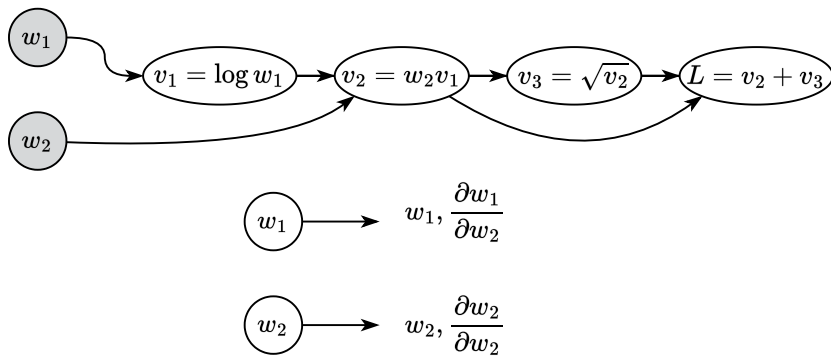 w₁
v₁ = log w₁
v₂ = w₂v₁
v₃ = √v₂
L = v₂ + v₃
w₂
w₁
w₁, ∂w₁/∂w₂
w₂
w₂, ∂w₂/∂w₂